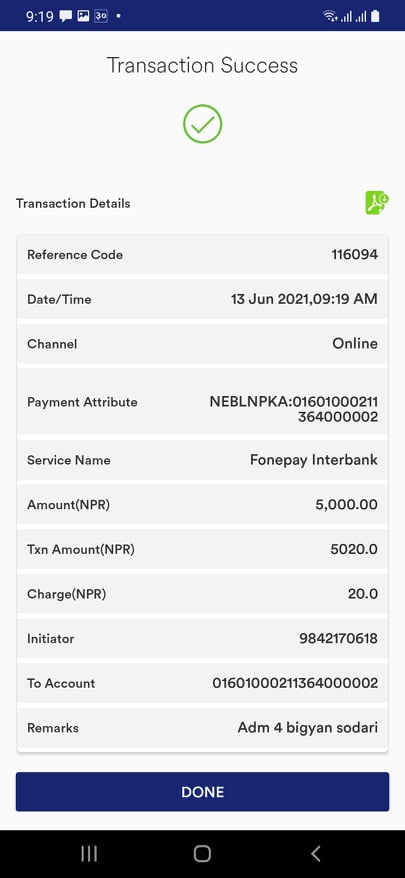 9:19
Transaction Success
Transaction Details
Reference Code 116094
Date/Time 13 Jun 2021,09:19 AM
Channel Online
Payment Attribute NEBLNPKA:01601000211
364000002
Service Name Fonepay Interbank
Amount(NPR) 5,000.00
Txn Amount(NPR) 5020.0
Charge(NPR) 20.0
Initiator 9842170618
To Account 01601000211364000002
Remarks Adm 4 bigyan sodari
DONE